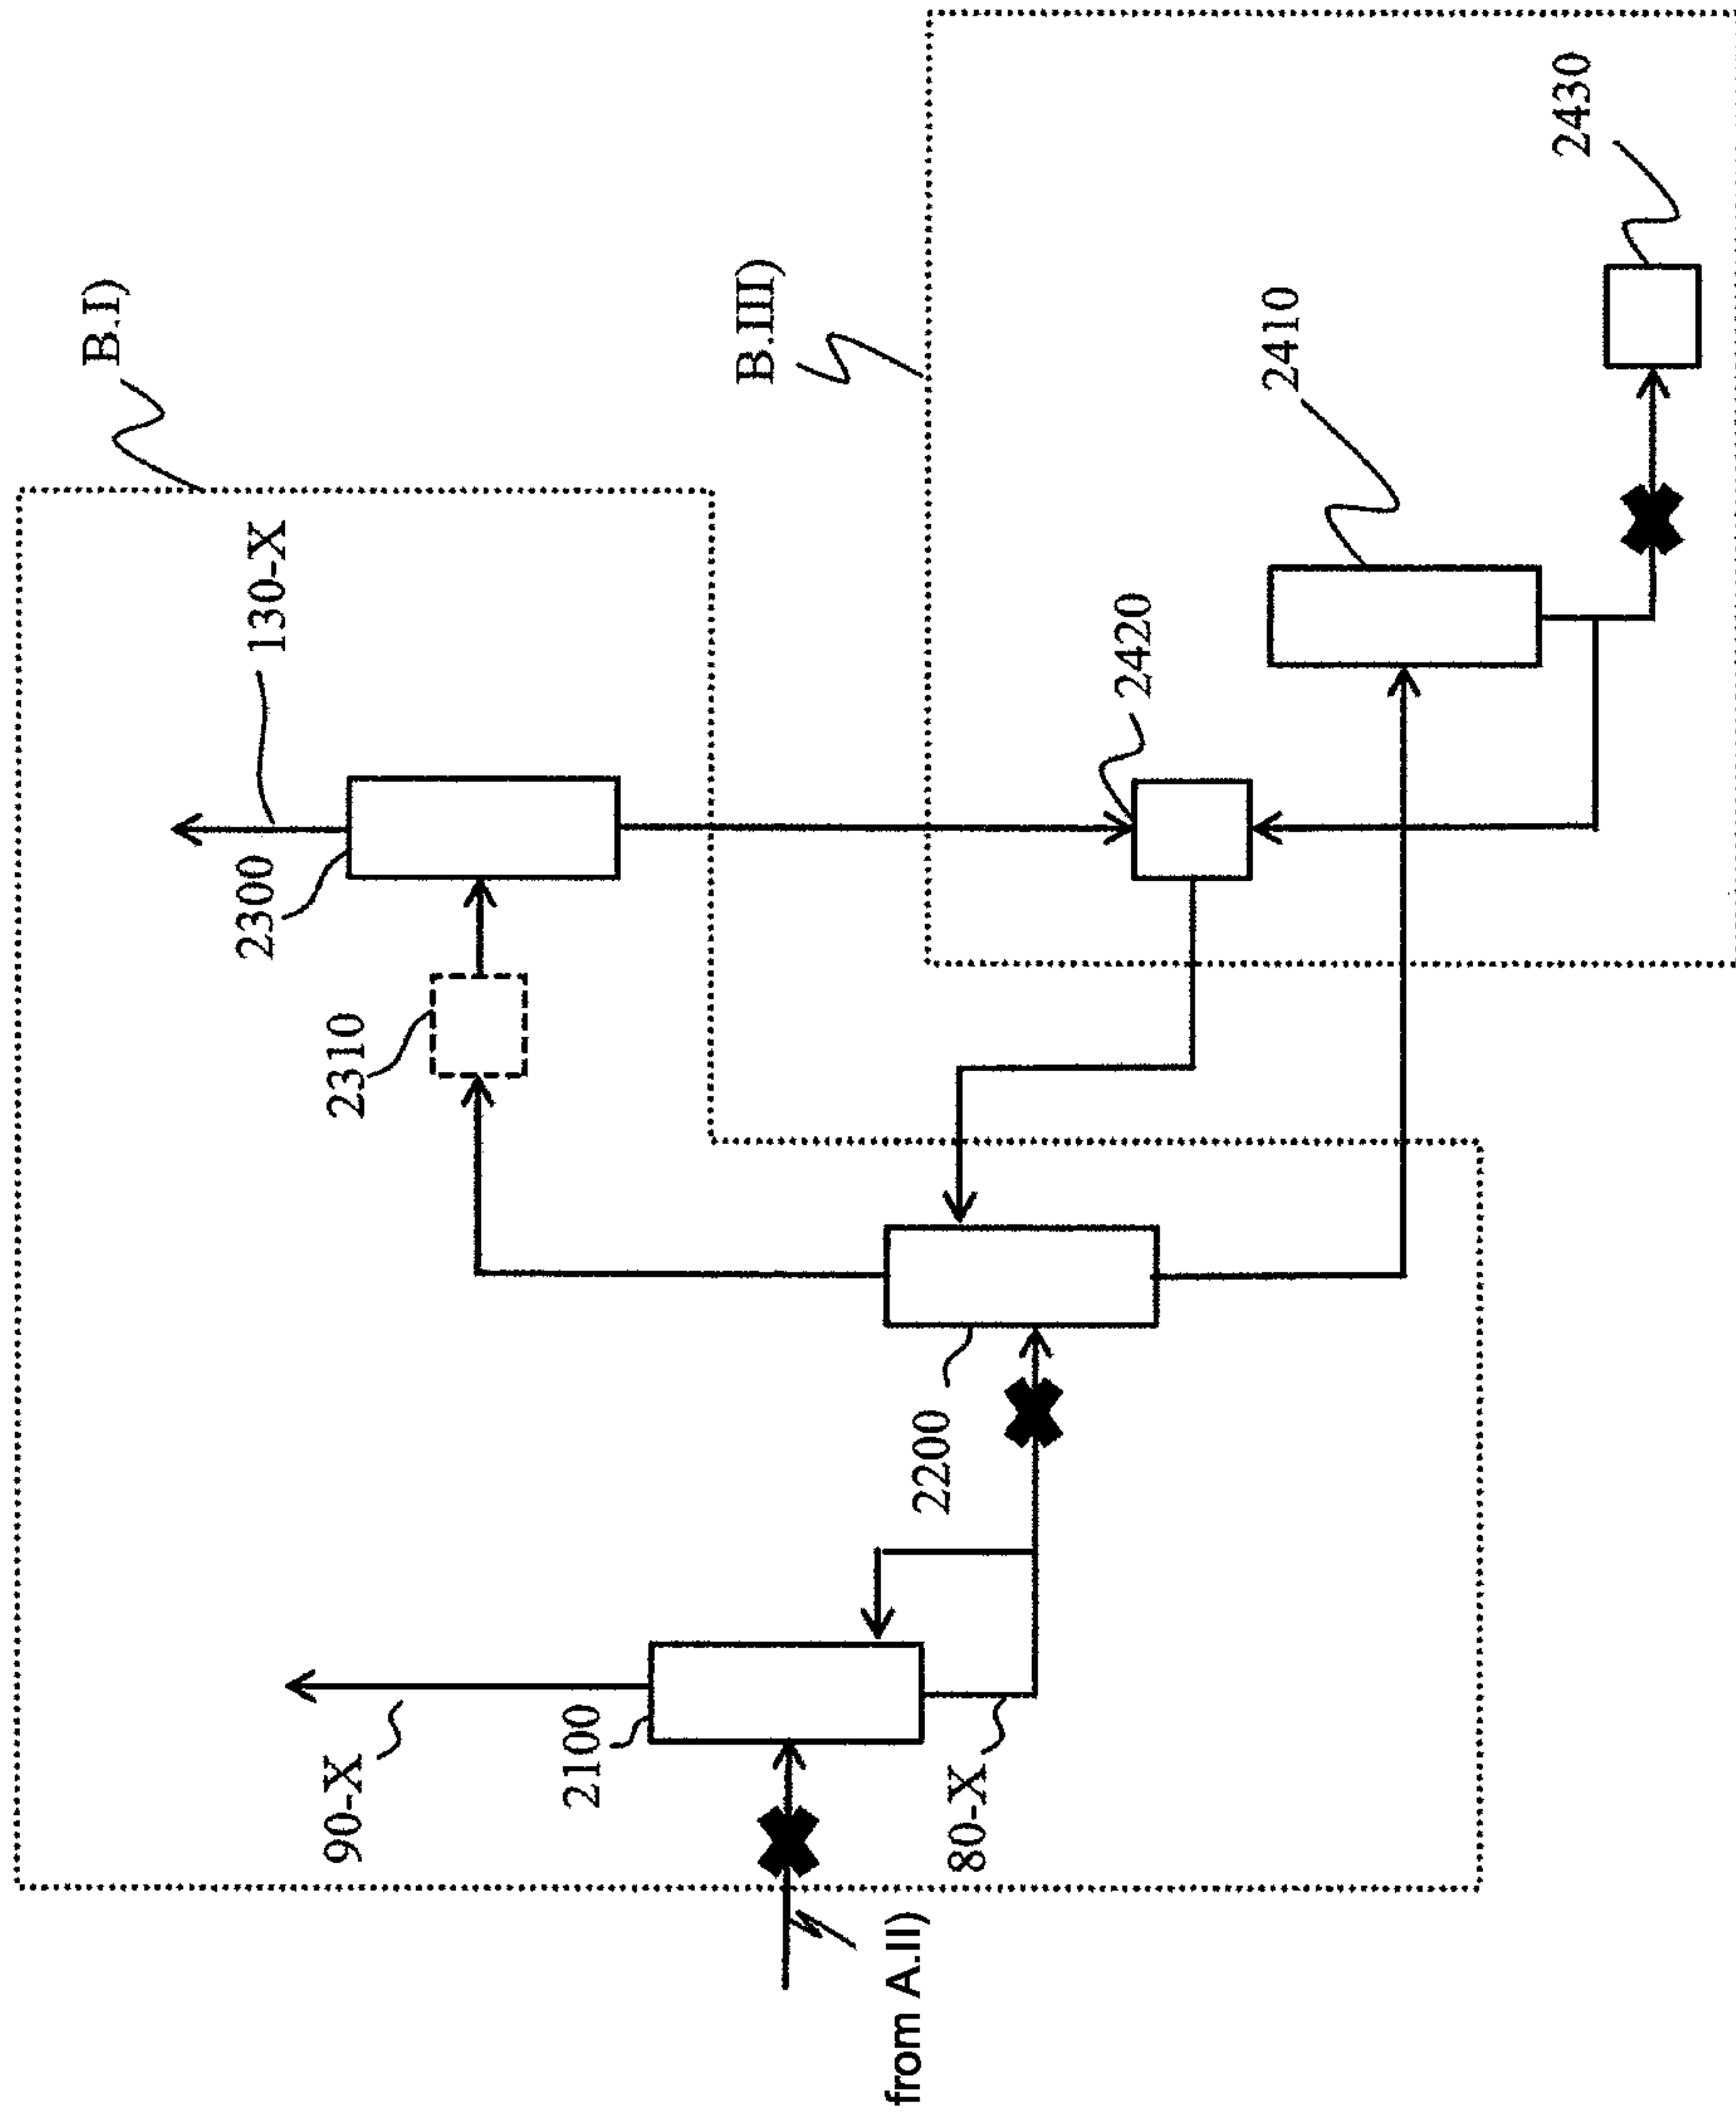 B.I)
130-X
2300
2310
90-X
2100
80-X
2200
from A.II)
B.III)
2420
2410
2430